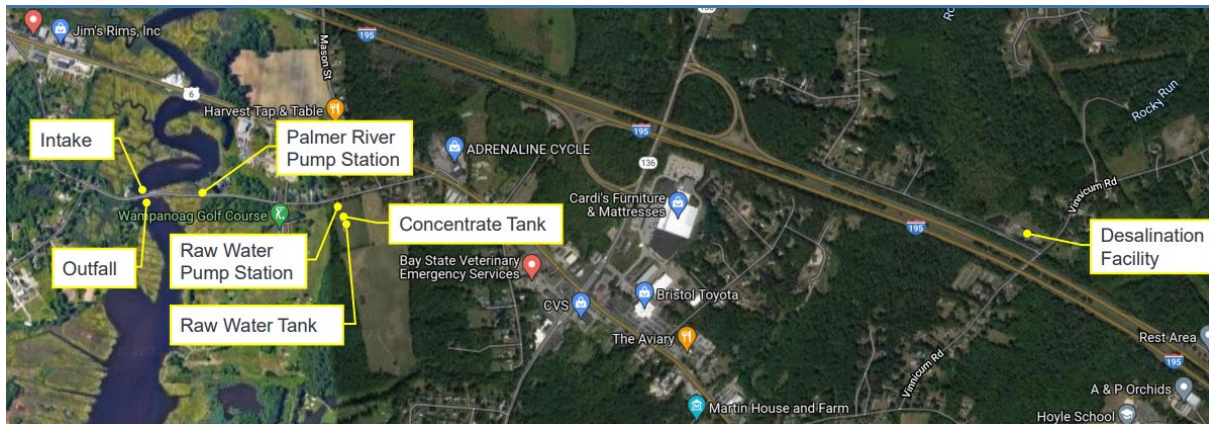 Jim's Rims, Inc
6
Mason St
195
136
Harvest Tap & Table
Intake
Palmer River
Pump Station
ADRENALINE CYCLE
195
136
Rocky Run
Cardi's Furniture
& Mattresses
Vinnicum Rd
Wampanoag Golf Course
Outfall
Raw Water
Pump Station
Concentrate Tank
Raw Water Tank
Bay State Veterinary
Emergency Services
CVS
Bristol Toyota
The Aviary
195
Desalination
Facility
Rest Area
195
Vinnicum Rd
A & P Orchids
Martin House and Farm
Hoyle School